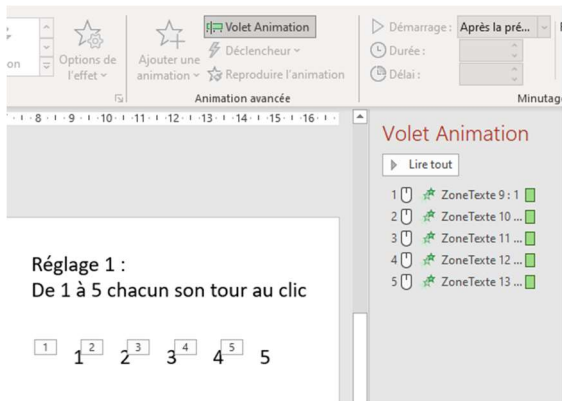 Options de
l'effet
Ajouter une
animation
Volet Animation
Déclencheur
Reproduire l'animation
Démarrage : Après la pré...
Durée :
Délai :
on
Animation avancée
Minutag
8 9 10 11 12 13 14 15 16
Volet Animation
Lire tout
1 ZoneTexte 9 : 1
2 ZoneTexte 10 ...
3 ZoneTexte 11 ...
4 ZoneTexte 12 ...
5 ZoneTexte 13 ...
Réglage 1 :
De 1 à 5 chacun son tour au clic
1 1 2 2 3 3 4 4 5 5